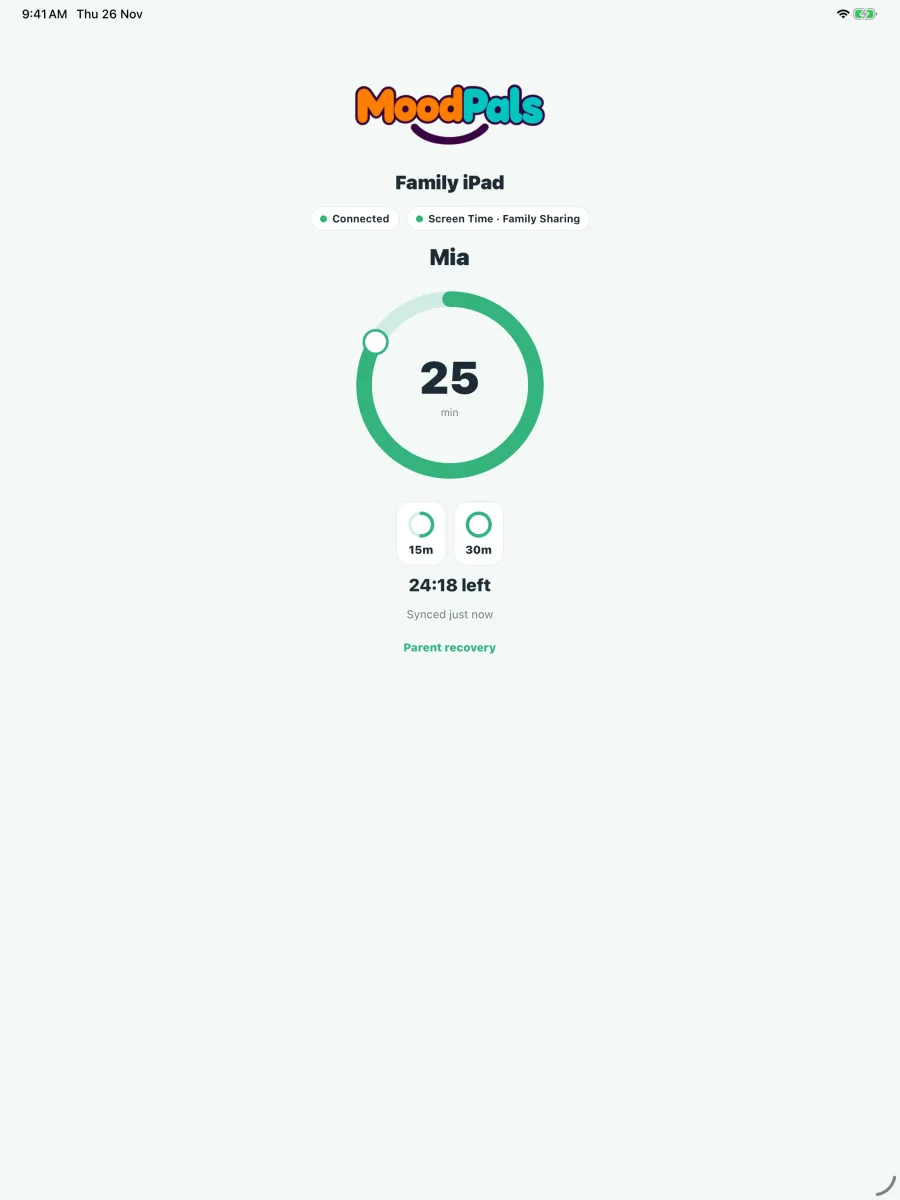 9:41 AM Thu 26 Nov
MoodPals
Family iPad
Connected
Screen Time · Family Sharing
Mia
25
min
15m
30m
24:18 left
Synced just now
Parent recovery